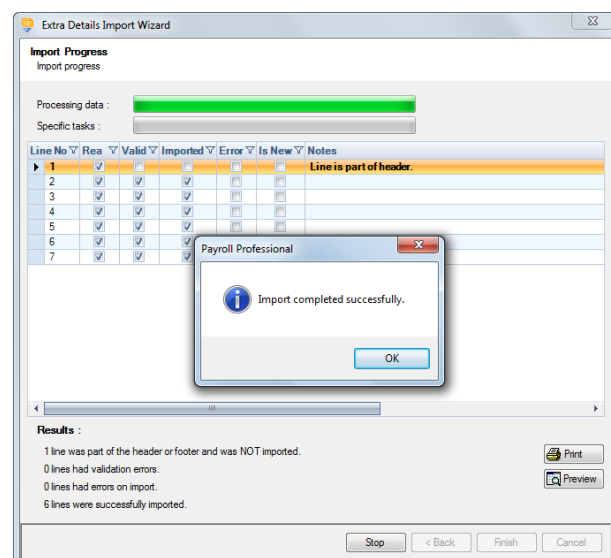 Extra Details Import Wizard
Import Progress
Import progress
Processing data :
Specific tasks :
Line No Rea Valid Imported Error Is New Notes
1 Line is part of header.
2
3
4
5
6
7
Payroll Professional
Import completed successfully.
OK
Results :
1 line was part of the header or footer and was NOT imported.
0 lines had validation errors.
0 lines had errors on import.
6 lines were successfully imported.
Print
Preview
Stop
< Back
Finish
Cancel